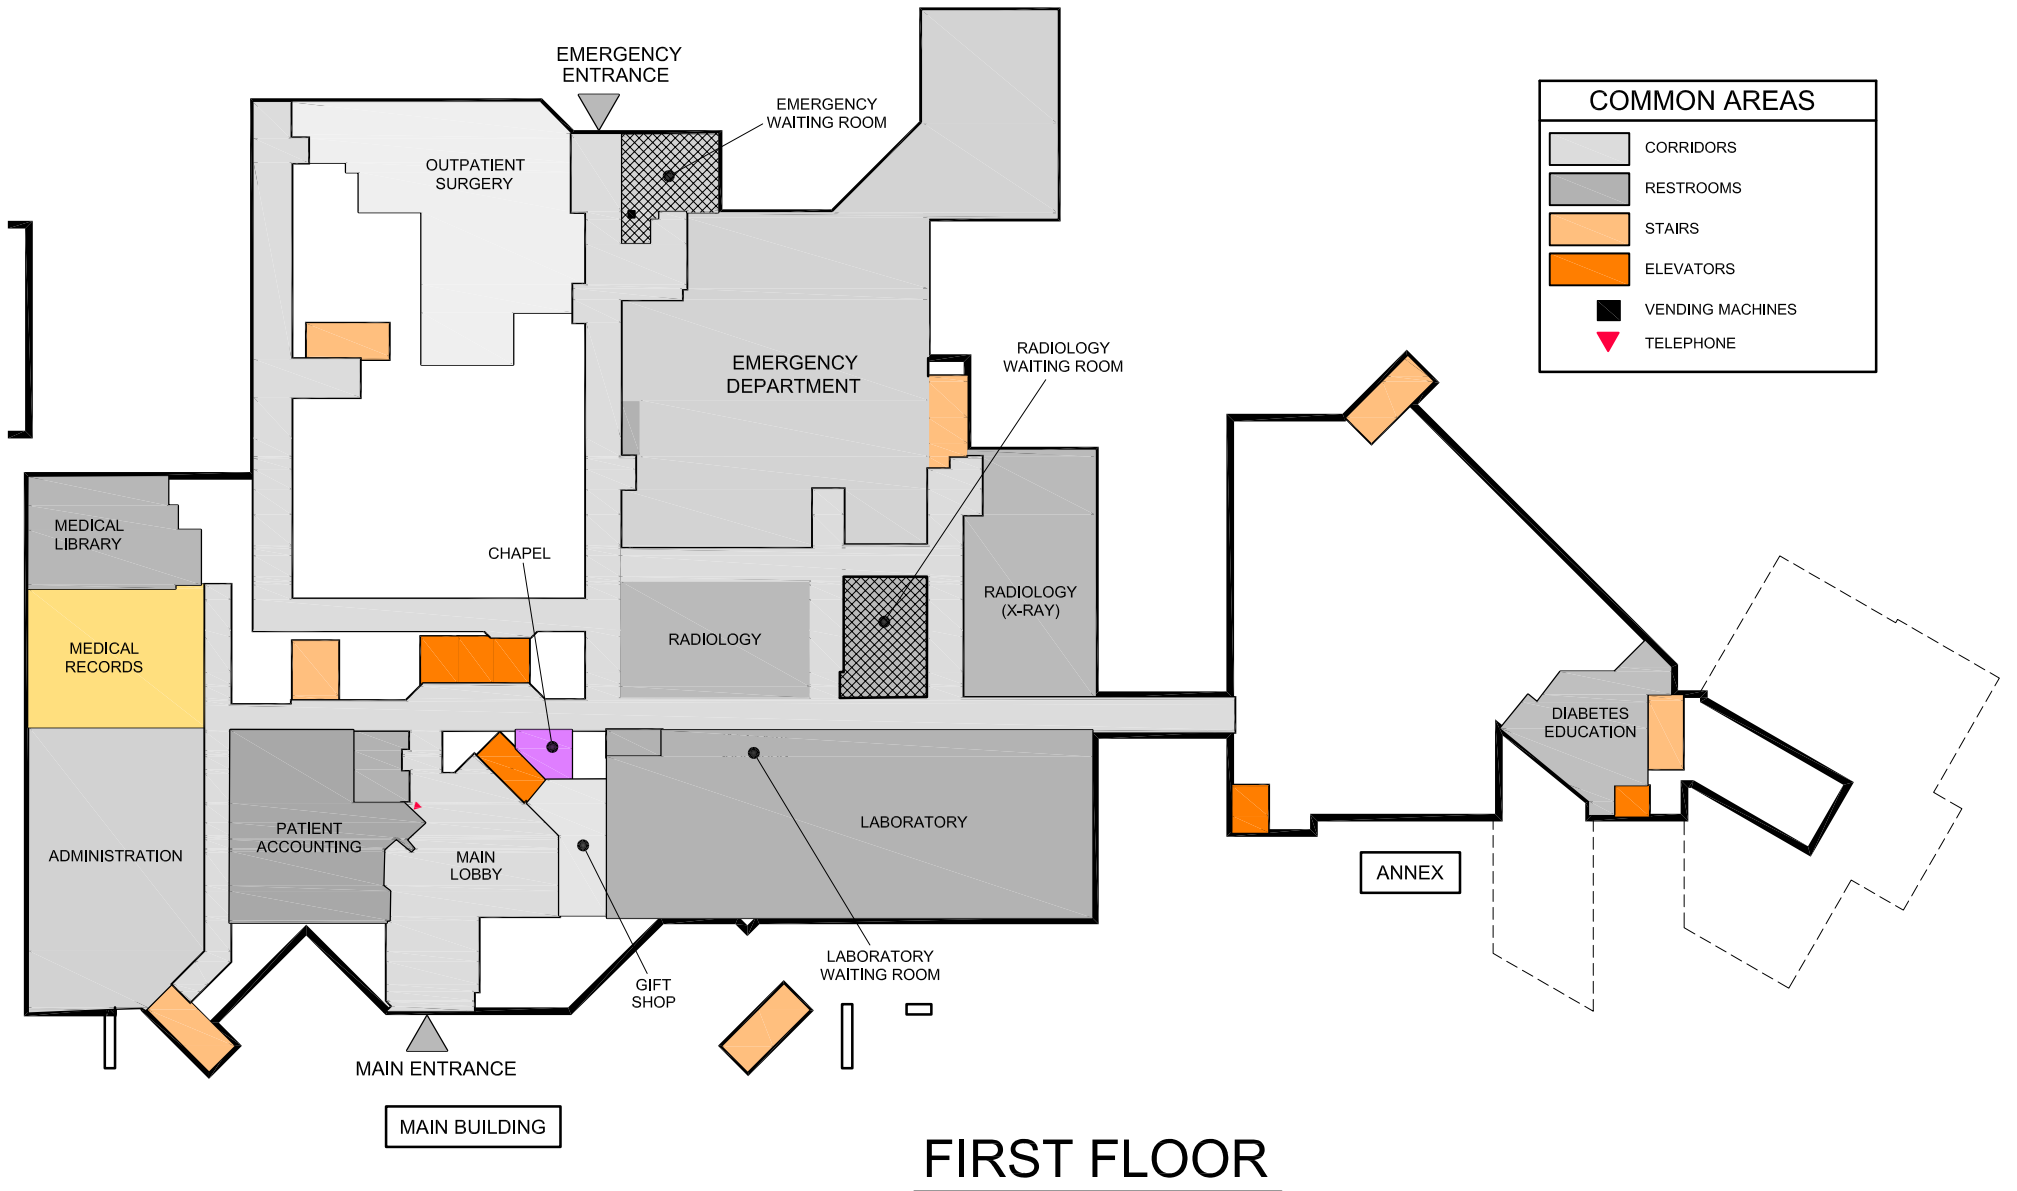 EMERGENCY
ENTRANCE
EMERGENCY
WAITING ROOM
COMMON AREAS
CORRIDORS
RESTROOMS
STAIRS
ELEVATORS
VENDING MACHINES
TELEPHONE
OUTPATIENT
SURGERY
EMERGENCY
DEPARTMENT
RADIOLOGY
WAITING ROOM
MEDICAL
LIBRARY
CHAPEL
MEDICAL
RECORDS
RADIOLOGY
RADIOLOGY
(X-RAY)
DIABETES
EDUCATION
ADMINISTRATION
PATIENT
ACCOUNTING
MAIN
LOBBY
LABORATORY
ANNEX
GIFT
SHOP
LABORATORY
WAITING ROOM
MAIN ENTRANCE
MAIN BUILDING
FIRST FLOOR